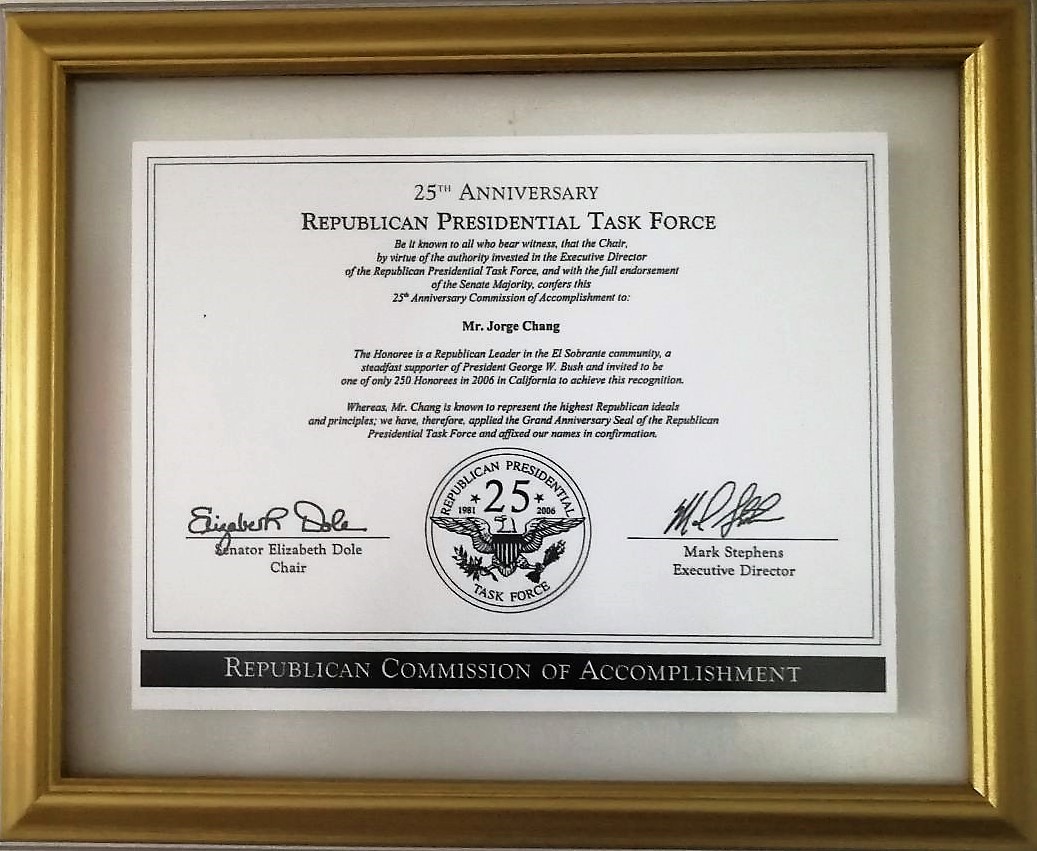 25TH ANNIVERSARY
REPUBLICAN PRESIDENTIAL TASK FORCE
Be it known to all who bear witness, that the Chair,
by virtue of the authority invested in the Executive Director
of the Republican Presidential Task Force, and with the full endorsement
of the Senate Majority, confers this
25th Anniversary Commission of Accomplishment to:
Mr. Jorge Chang
The Honoree is a Republican Leader in the El Sobrante community, a
steadfast supporter of President George W. Bush and invited to be
one of only 250 Honorees in 2006 in California to achieve this recognition.
Whereas, Mr. Chang is known to represent the highest Republican ideals
and principles; we have, therefore, applied the Grand Anniversary Seal of the Republican
Presidential Task Force and affixed our names in confirmation.
REPUBLICAN PRESIDENTIAL
25
1981 2006
TASK FORCE
Elizabeth Dole
Senator Elizabeth Dole
Chair
Mark Stephens
Executive Director
REPUBLICAN COMMISSION OF ACCOMPLISHMENT